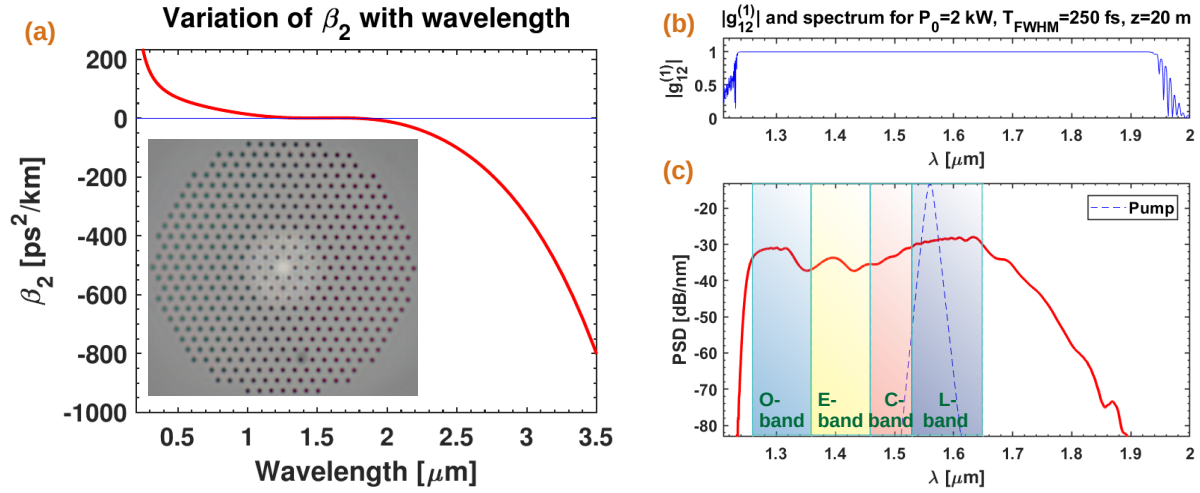 (a)
Variation of β₂ with wavelength
β₂ [ps²/km]
200
0
-200
-400
-600
-800
-1000
0.5 1 1.5 2 2.5 3 3.5
Wavelength [μm]
(b)
|g₁₂⁽¹⁾| and spectrum for P₀=2 kW, T_FWHM=250 fs, z=20 m
|g₁₂⁽¹⁾|
1
0.5
0
1.3 1.4 1.5 1.6 1.7 1.8 1.9 2
λ [μm]
(c)
PSD [dB/nm]
-20
-30
-40
-50
-60
-70
-80
Pump
O-band
E-band
C-band
L-band
1.3 1.4 1.5 1.6 1.7 1.8 1.9 2
λ [μm]